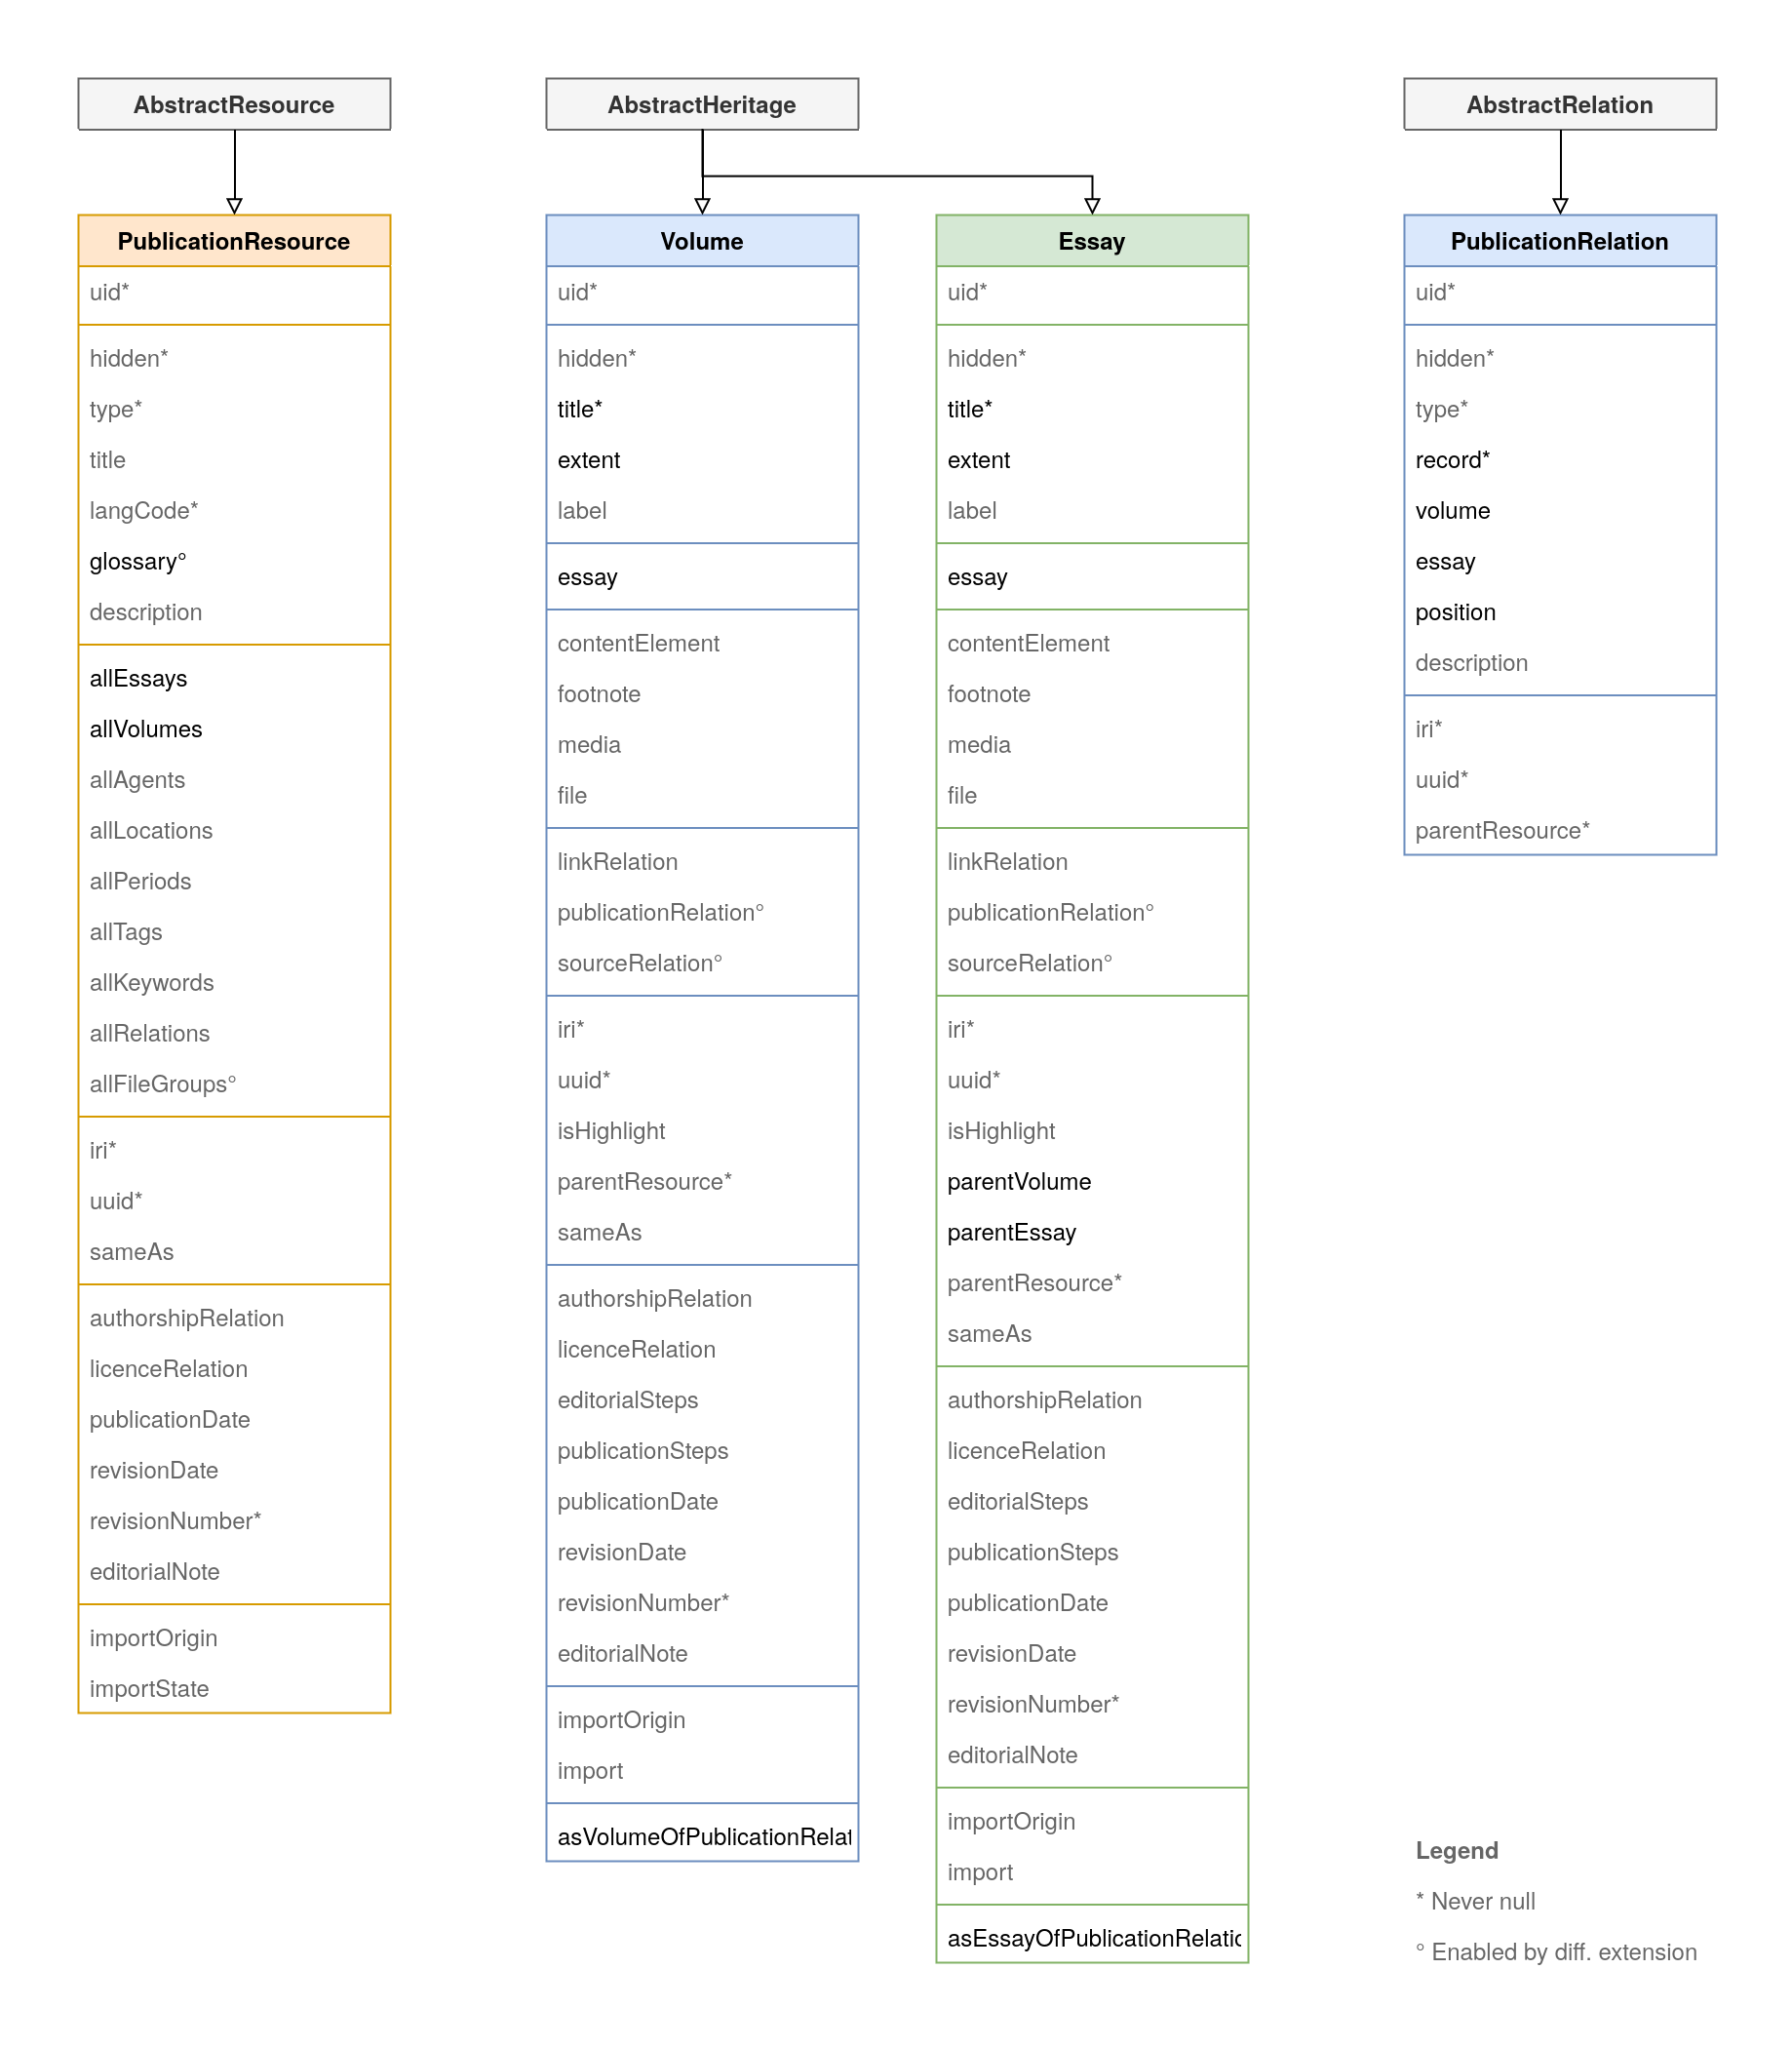 AbstractResource
PublicationResource
uid*
hidden*
type*
title
langCode*
glossary°
description
allEssays
allVolumes
allAgents
allLocations
allPeriods
allTags
allKeywords
allRelations
allFileGroups°
iri*
uuid*
sameAs
authorshipRelation
licenceRelation
publicationDate
revisionDate
revisionNumber*
editorialNote
importOrigin
importState
AbstractHeritage
Volume
uid*
hidden*
title*
extent
label
essay
contentElement
footnote
media
file
linkRelation
publicationRelation°
sourceRelation°
iri*
uuid*
isHighlight
parentResource*
sameAs
authorshipRelation
licenceRelation
editorialSteps
publicationSteps
publicationDate
revisionDate
revisionNumber*
editorialNote
importOrigin
import
asVolumeOfPublicationRelat
Essay
uid*
hidden*
title*
extent
label
essay
contentElement
footnote
media
file
linkRelation
publicationRelation°
sourceRelation°
iri*
uuid*
isHighlight
parentVolume
parentEssay
parentResource*
sameAs
authorshipRelation
licenceRelation
editorialSteps
publicationSteps
publicationDate
revisionDate
revisionNumber*
editorialNote
importOrigin
import
asEssayOfPublicationRelatio
AbstractRelation
PublicationRelation
uid*
hidden*
type*
record*
volume
essay
position
description
iri*
uuid*
parentResource*
Legend
* Never null
° Enabled by diff. extension